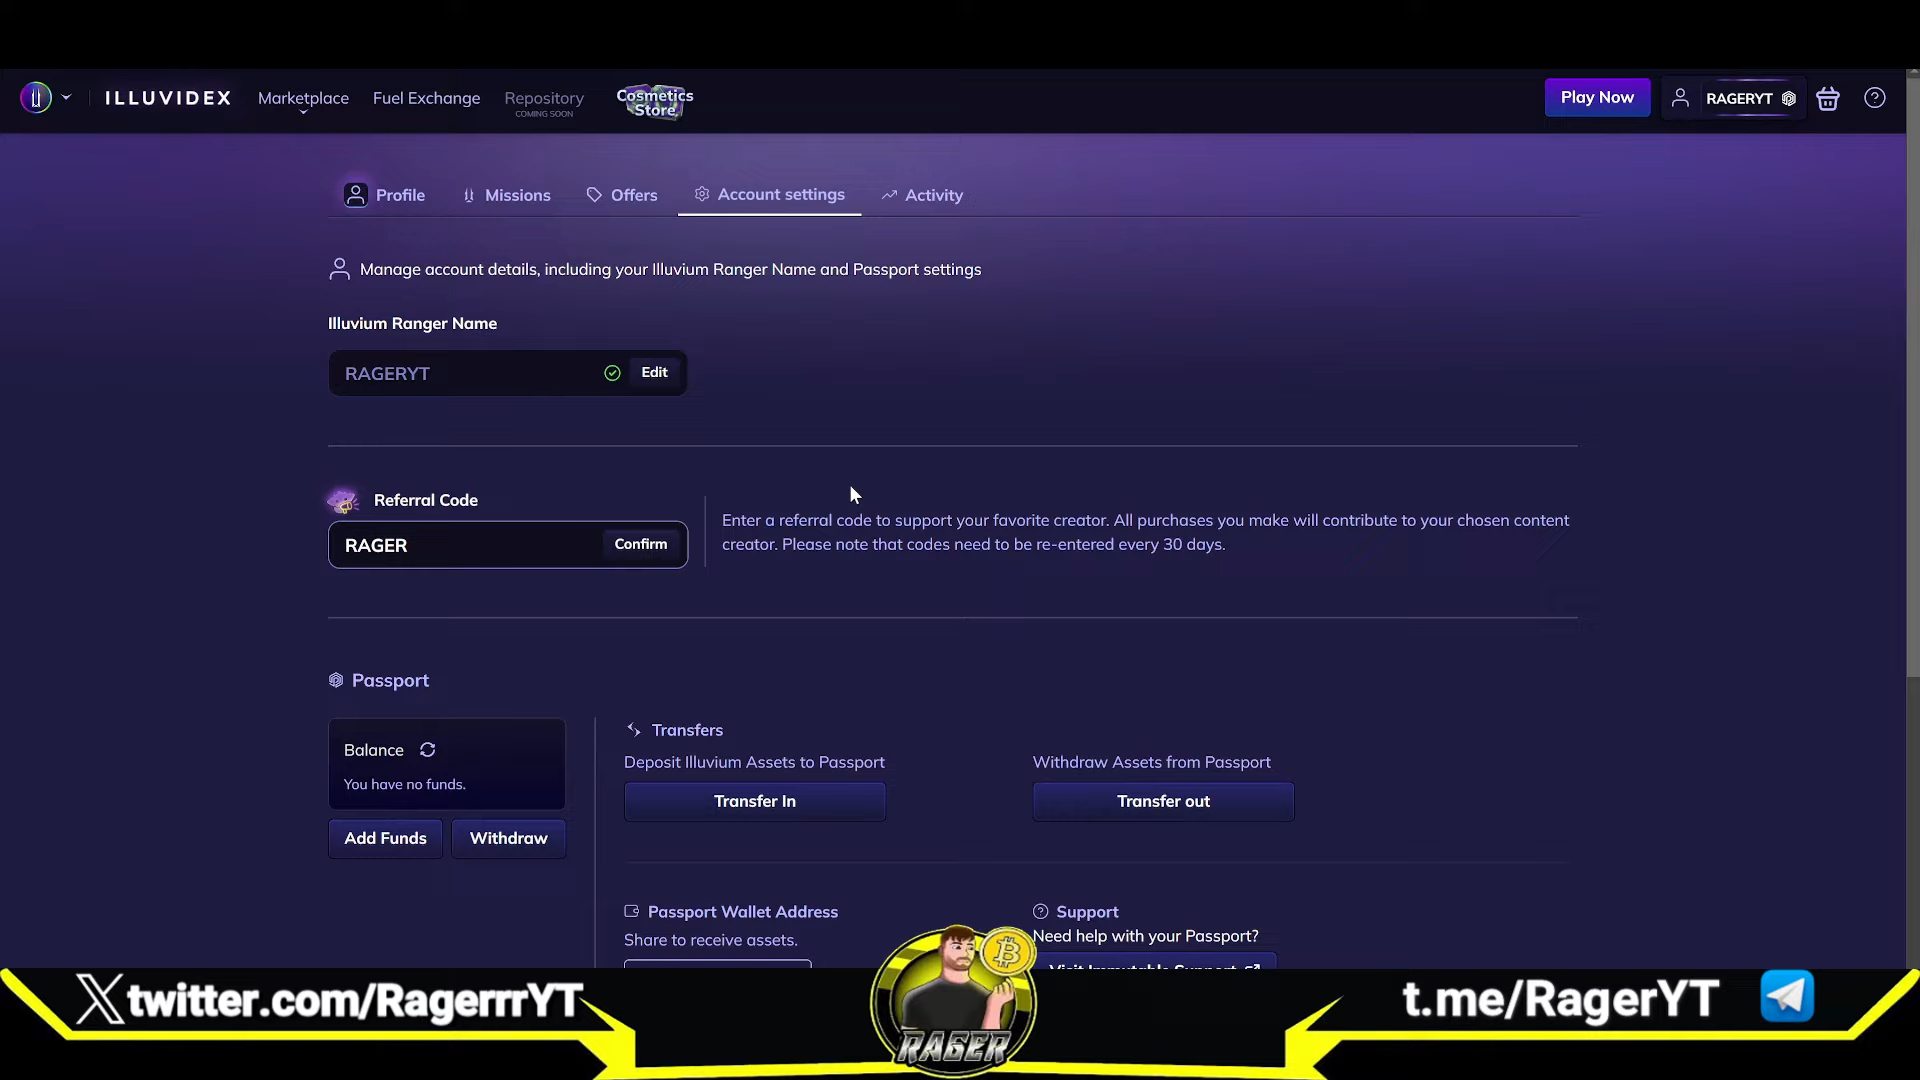 ILLUVIDEX
Marketplace
Fuel Exchange
Repository
COMING SOON
Cosmetics
Store
Play Now
RAGERYT
Profile
Missions
Offers
Account settings
Activity
Manage account details, including your Illuvium Ranger Name and Passport settings
Illuvium Ranger Name
RAGERYT
Edit
Referral Code
RAGER
Confirm
Enter a referral code to support your favorite creator. All purchases you make will contribute to your chosen content
creator. Please note that codes need to be re-entered every 30 days.
Passport
Balance
You have no funds.
Add Funds
Withdraw
Transfers
Deposit Illuvium Assets to Passport
Transfer In
Withdraw Assets from Passport
Transfer out
Passport Wallet Address
Share to receive assets.
Support
Need help with your Passport?
Visit Immutable Support
twitter.com/RagerrrYT
RAGER
t.me/RagerrYT